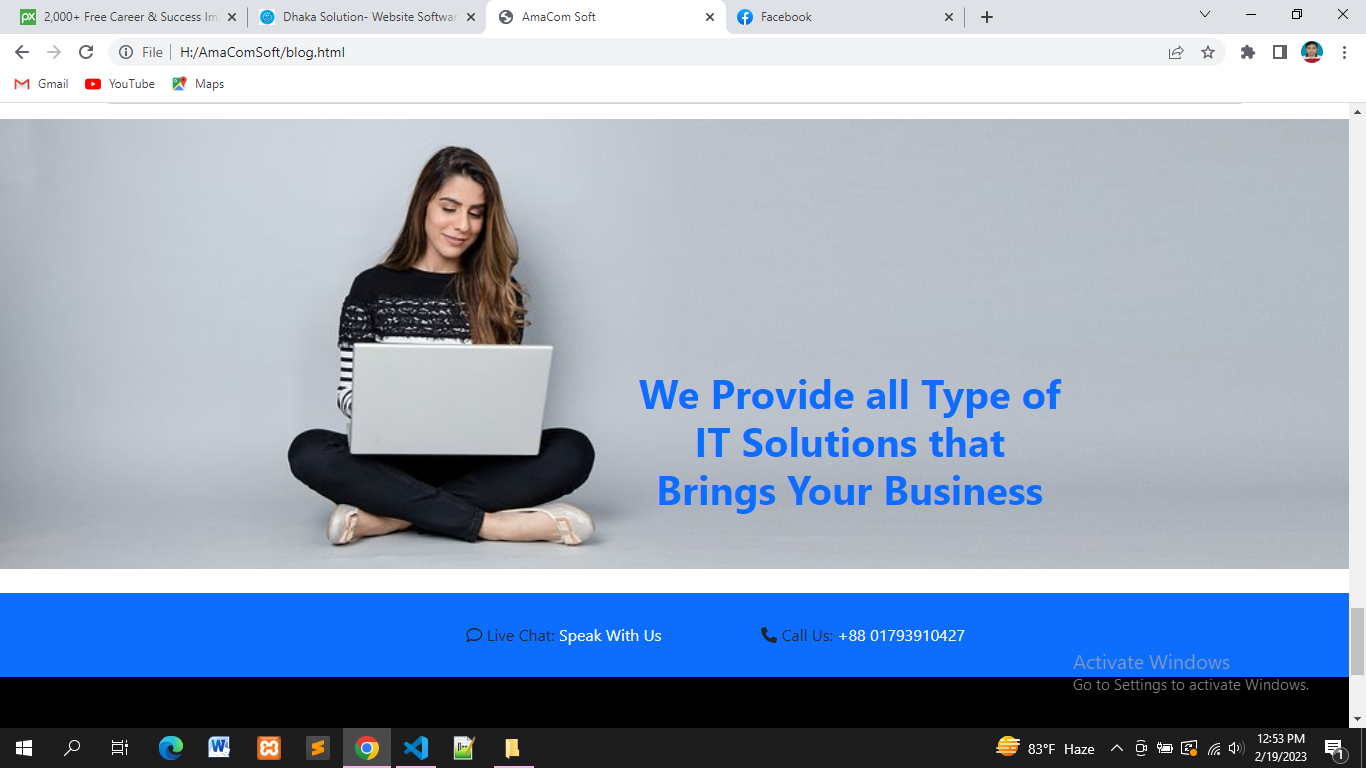 2,000+ Free Career & Success Im
Dhaka Solution- Website Softwar
AmaCom Soft
Facebook
File
H:/AmaComSoft/blog.html
Gmail
YouTube
Maps
We Provide all Type of
IT Solutions that
Brings Your Business
Live Chat: Speak With Us
Call Us: +88 01793910427
Activate Windows
Go to Settings to activate Windows.
83°F Haze
12:53 PM
2/19/2023
1